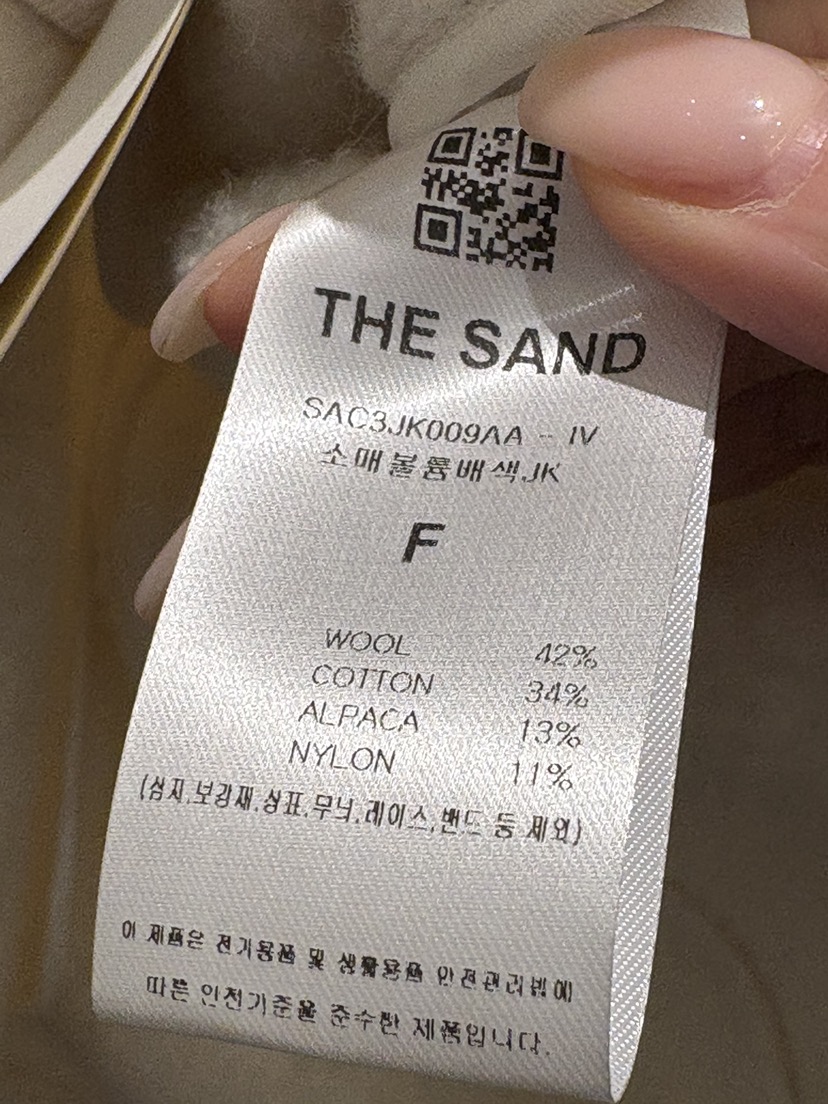 THE SAND
SAC3JK009AA - IV
소매볼륨배색JK
F
WOOL 42%
COTTON 34%
ALPACA 13%
NYLON 11%
(심지,보강재,상표,무늬,레이스,밴드 등 제외)
이 제품은 전기용품 및 생활용품 안전관리법에
따른 안전기준을 준수한 제품입니다.